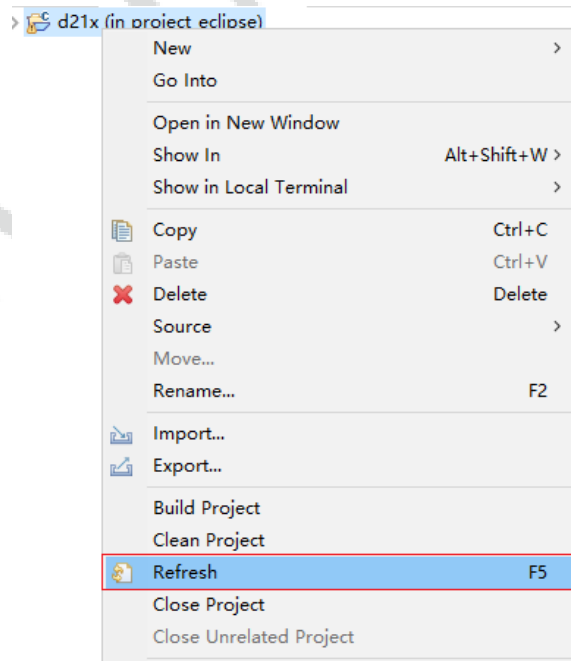 d21x (in project eclipse)
New
Go Into
Open in New Window
Show In Alt+Shift+W >
Show in Local Terminal
Copy Ctrl+C
Paste Ctrl+V
Delete Delete
Source
Move...
Rename... F2
Import...
Export...
Build Project
Clean Project
Refresh F5
Close Project
Close Unrelated Project